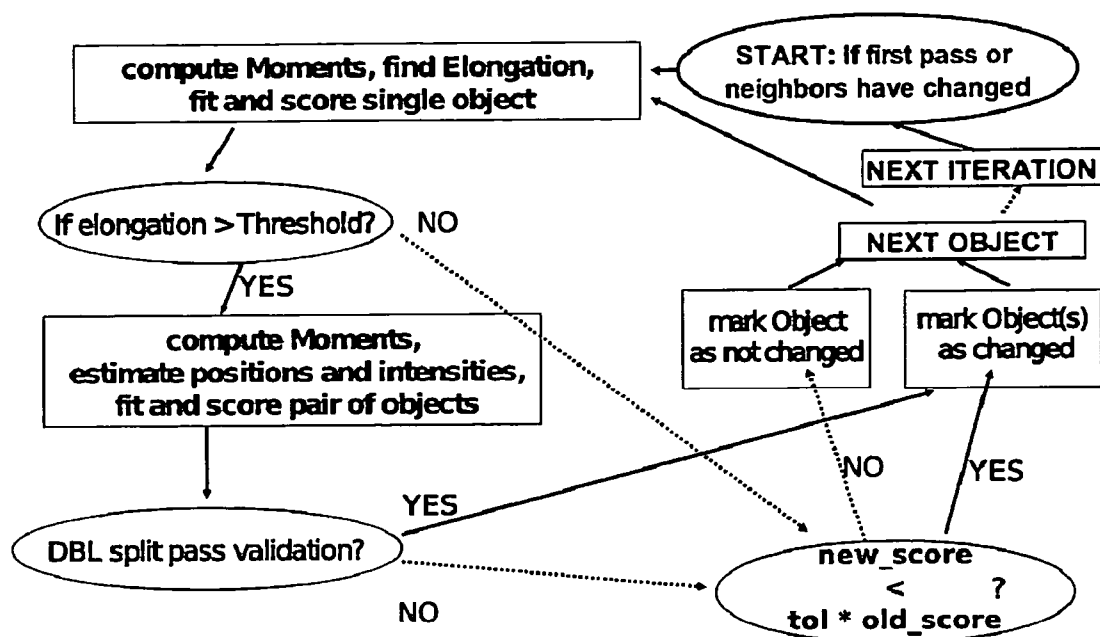 START: If first pass or
neighbors have changed
compute Moments, find Elongation,
fit and score single object
NEXT ITERATION
If elongation > Threshold?
NO
NEXT OBJECT
YES
mark Object
as not changed
mark Object(s)
as changed
compute Moments,
estimate positions and intensities,
fit and score pair of objects
NO
YES
YES
DBL split pass validation?
NO
new_score
< ?
tol * old_score